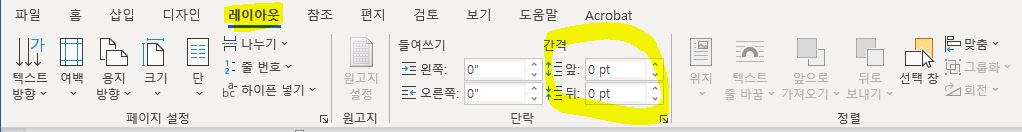 파일 홈 삽입 디자인 레이아웃 참조 편지 검토 보기 도움말 Acrobat
텍스트 방향
여백
용지 방향
크기
단
나누기
줄 번호
하이픈 넣기
페이지 설정
원고지 설정
원고지
들여쓰기
왼쪽: 0"
오른쪽: 0"
간격
앞: 0 pt
뒤: 0 pt
단락
위치
텍스트 줄 바꿈
앞으로 가져오기
뒤로 보내기
선택 창
맞춤
그룹화
회전
정렬